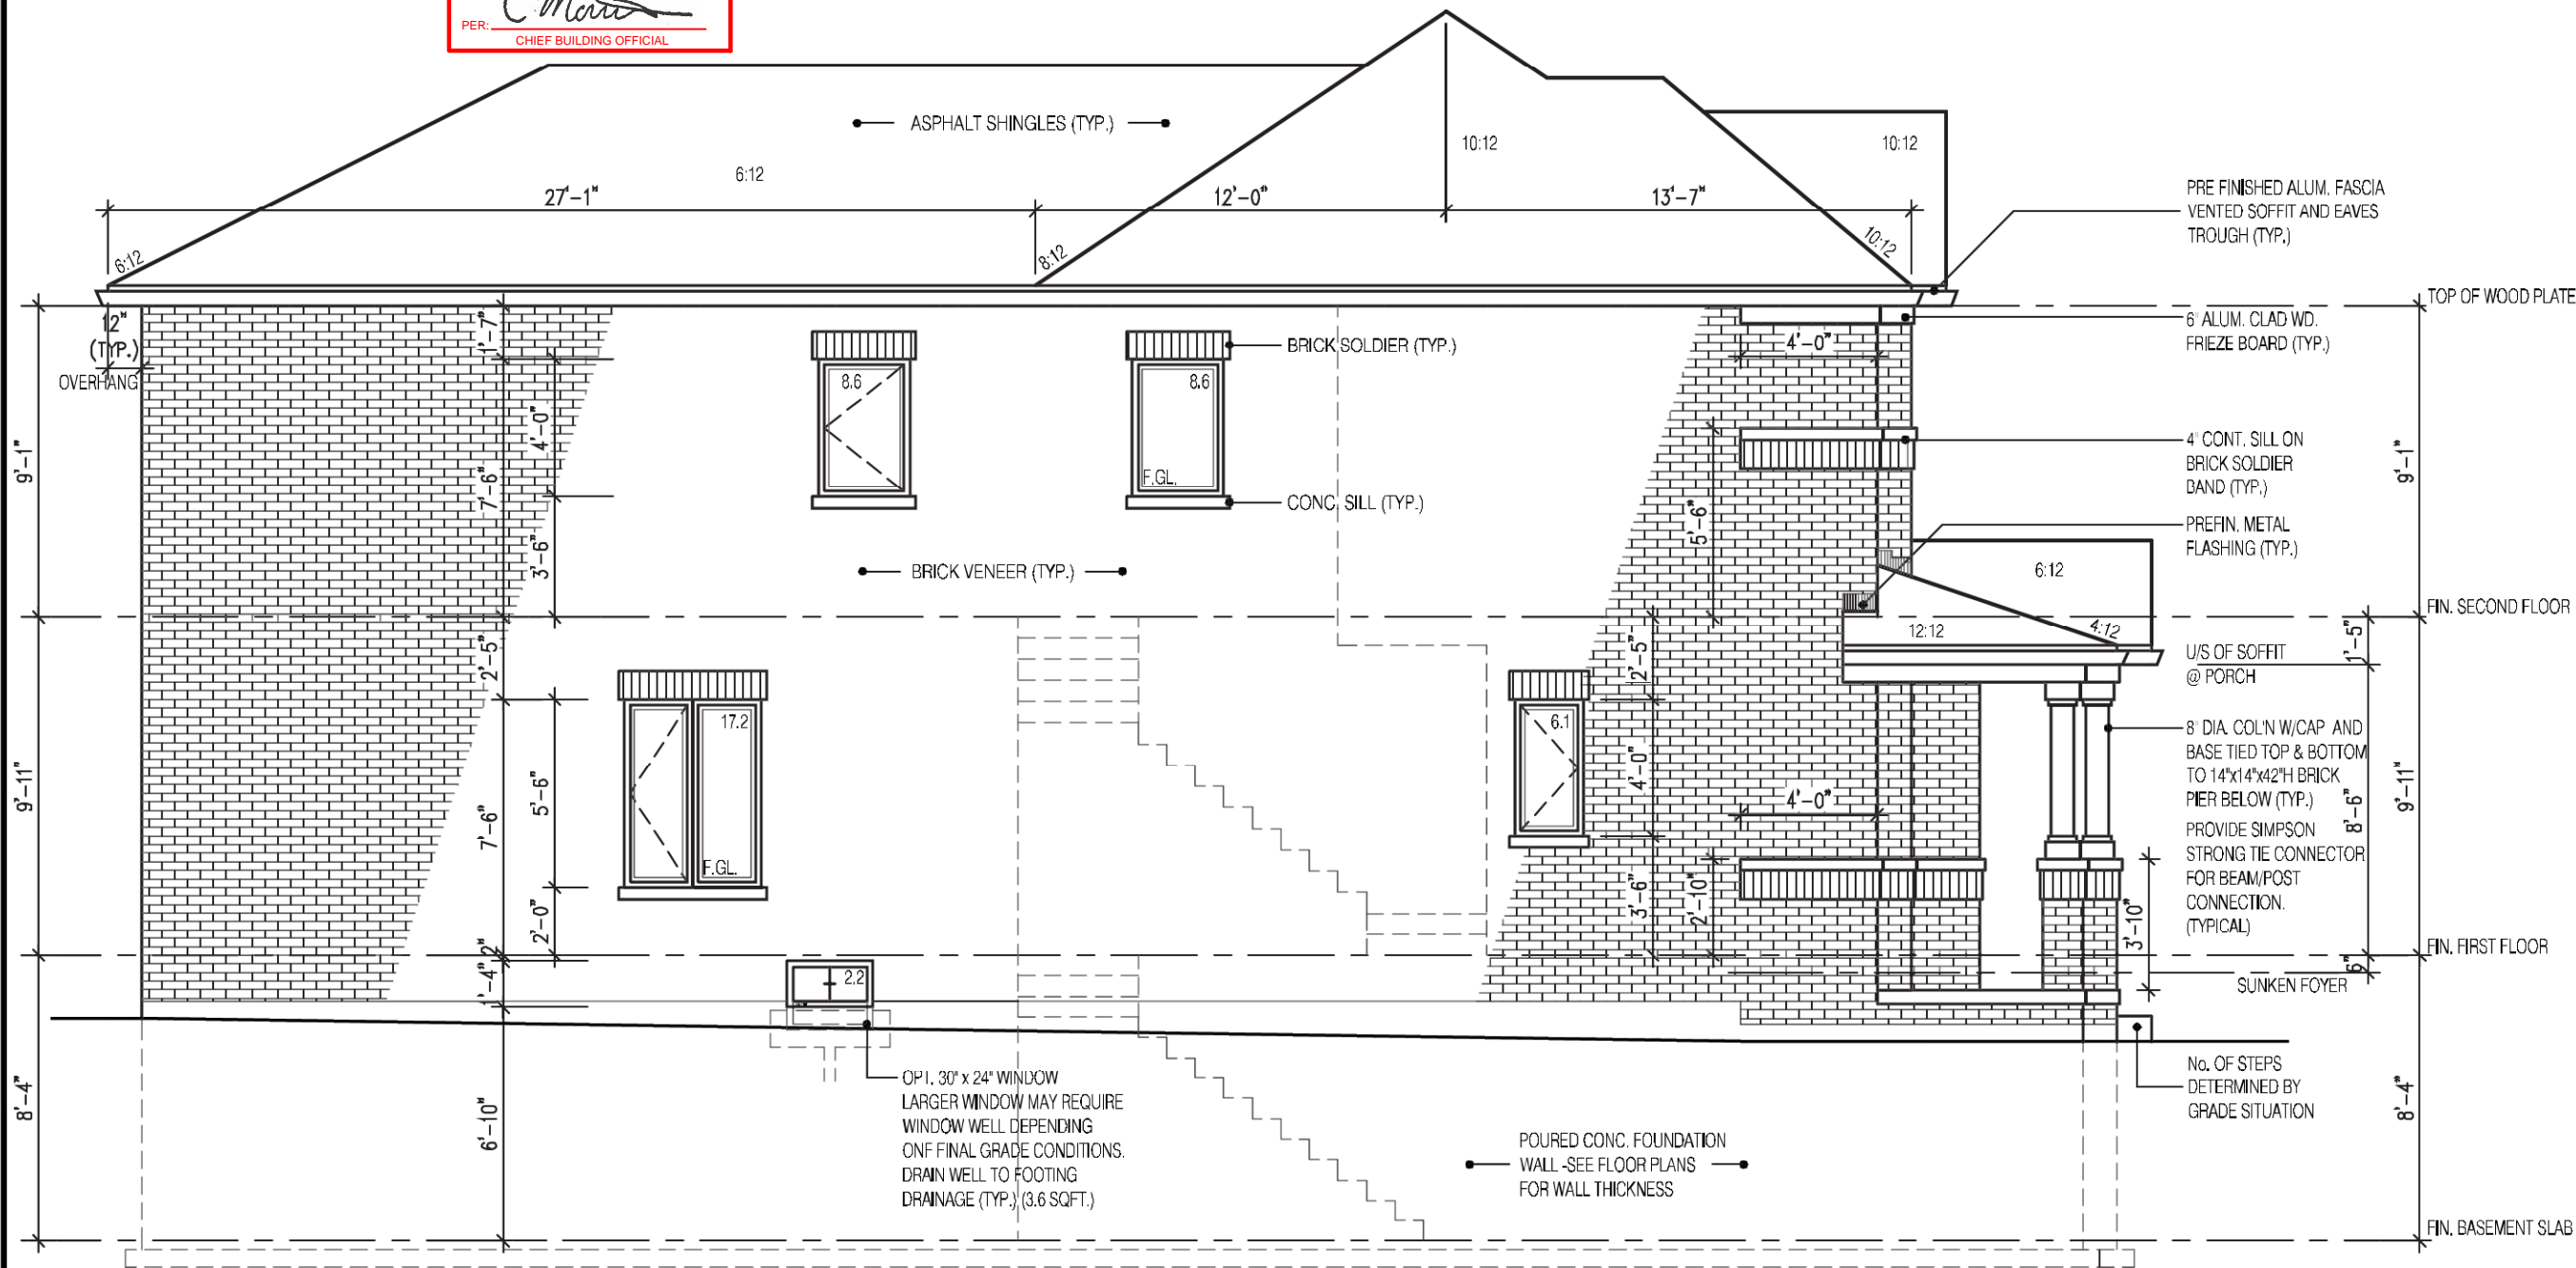 PER:
CHIEF BUILDING OFFICIAL
ASPHALT SHINGLES (TYP.)
6:12
10:12
10:12
27'-1"
12'-0"
13'-7"
6:12
8:12
10:12
PRE FINISHED ALUM. FASCIA
VENTED SOFFIT AND EAVES
TROUGH (TYP.)
TOP OF WOOD PLATE
12"
(TYP.)
OVERHANG
1'-7"
BRICK SOLDIER (TYP.)
4'-0"
6" ALUM. CLAD WD.
FRIEZE BOARD (TYP.)
8.6
8.6
F.GL.
9'-1"
4'-0"
7'-6"
3'-6"
CONC. SILL (TYP.)
5'-6"
4" CONT. SILL ON
BRICK SOLDIER
BAND (TYP.)
9'-1"
PREFIN. METAL
FLASHING (TYP.)
BRICK VENEER (TYP.)
6:12
FIN. SECOND FLOOR
12:12
4:12
1'-5"
U/S OF SOFFIT
@ PORCH
2'-5"
2'-5"
17.2
F.GL.
6.1
9'-11"
7'-6"
5'-6"
2'-0"
4'-0"
3'-6"
4'-0"
2'-10"
8" DIA. COL'N W/CAP AND
BASE TIED TOP & BOTTOM
TO 14"x14"x42"H BRICK
PIER BELOW (TYP.)
PROVIDE SIMPSON
STRONG TIE CONNECTOR
FOR BEAM/POST
CONNECTION.
(TYPICAL)
8'-6"
9'-11"
3'-10"
FIN. FIRST FLOOR
6"
SUNKEN FOYER
2"
1'-4"
2.2
8'-4"
6'-10"
OPT. 30" x 24" WINDOW
LARGER WINDOW MAY REQUIRE
WINDOW WELL DEPENDING
ONF FINAL GRADE CONDITIONS.
DRAIN WELL TO FOOTING
DRAINAGE (TYP.) (3.6 SQFT.)
POURED CONC. FOUNDATION
WALL -SEE FLOOR PLANS
FOR WALL THICKNESS
No. OF STEPS
DETERMINED BY
GRADE SITUATION
8'-4"
FIN. BASEMENT SLAB